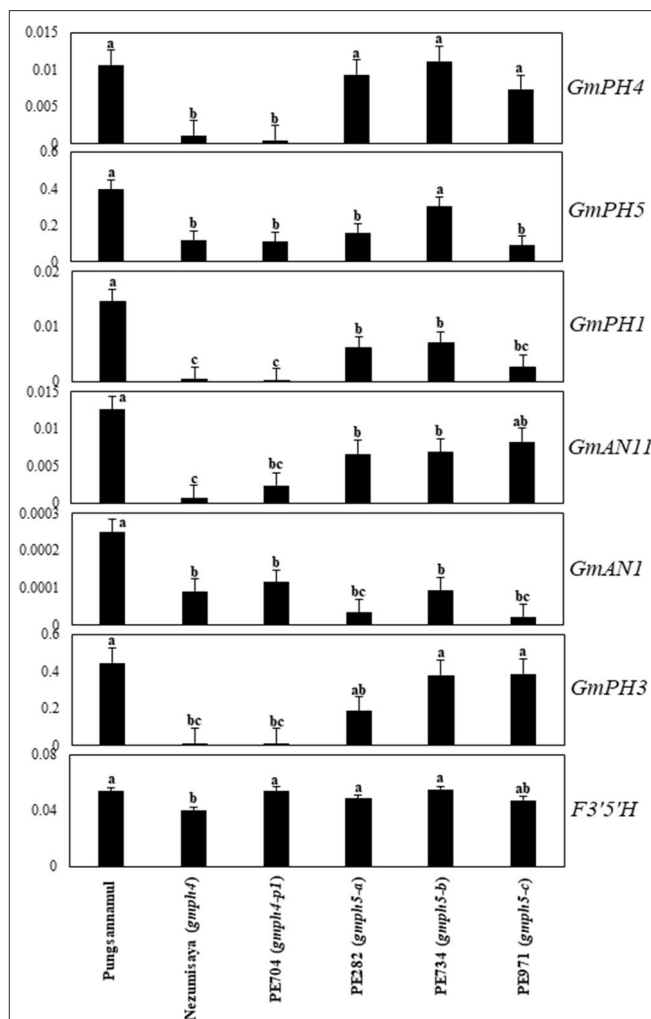 0.015
0.01
0.005
0
a
b
b
a
a
a
GmPH4
0.6
0.4
0.2
0
a
b
b
b
a
b
GmPH5
0.02
0.01
0
a
c
c
b
b
bc
GmPH1
0.015
0.01
0.005
0
a
c
bc
b
b
ab
GmAN11
0.0003
0.0002
0.0001
0
a
b
b
bc
b
bc
GmAN1
0.6
0.4
0.2
0
a
bc
bc
ab
a
a
GmPH3
0.08
0.04
0
a
b
a
a
a
ab
F3'5'H
Pungsannamul
Nezumisaya (gmph4)
PE704 (gmph4-p1)
PE282 (gmph5-a)
PE734 (gmph5-b)
PE971 (gmph5-c)